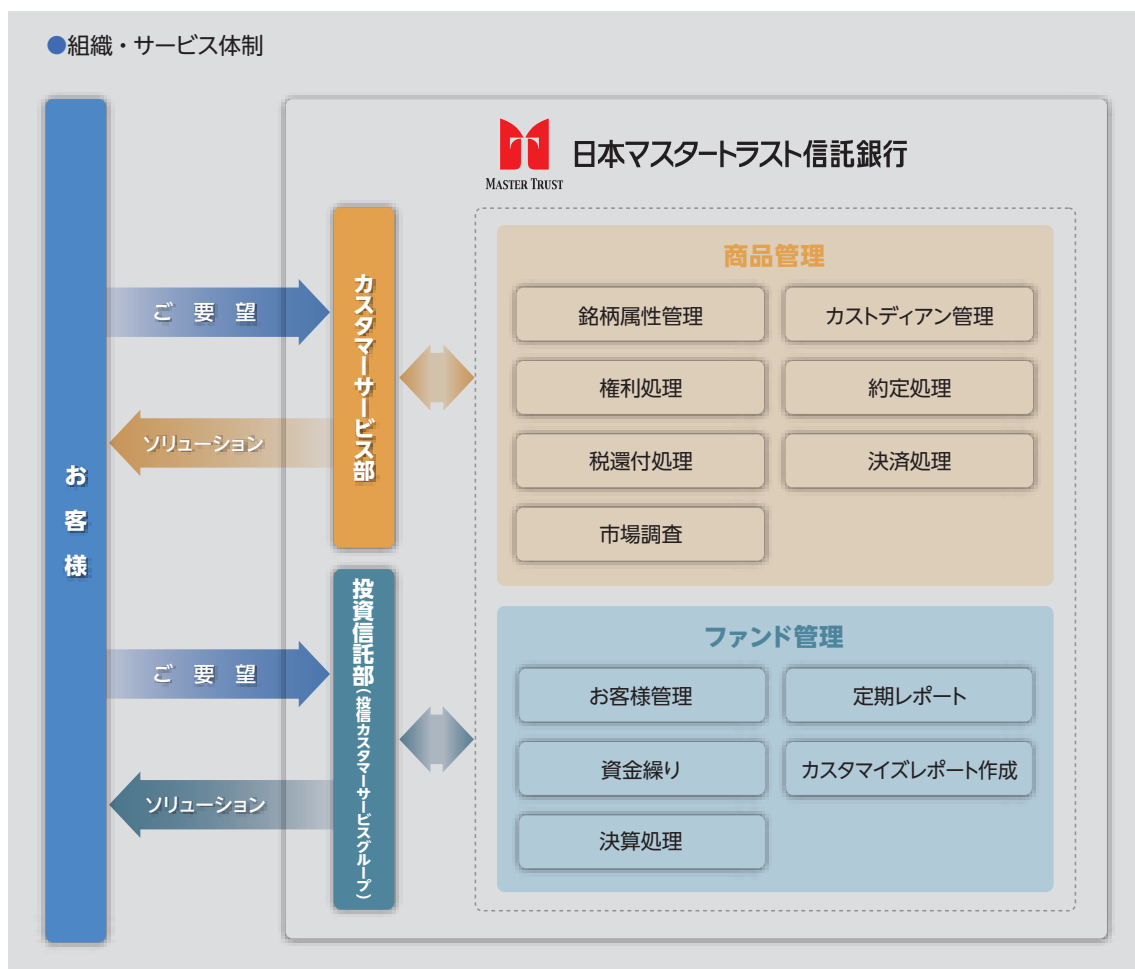 ●組織・サービス体制
日本マスタートラスト信託銀行
MASTER TRUST
お客様
ご要望
ソリューション
カスタマーサービス部
商品管理
銘柄属性管理
カストディアン管理
権利処理
約定処理
税還付処理
決済処理
市場調査
ご要望
ソリューション
投資信託部(投信カスタマーサービスグループ)
ファンド管理
お客様管理
定期レポート
資金繰り
カスタマイズレポート作成
決算処理